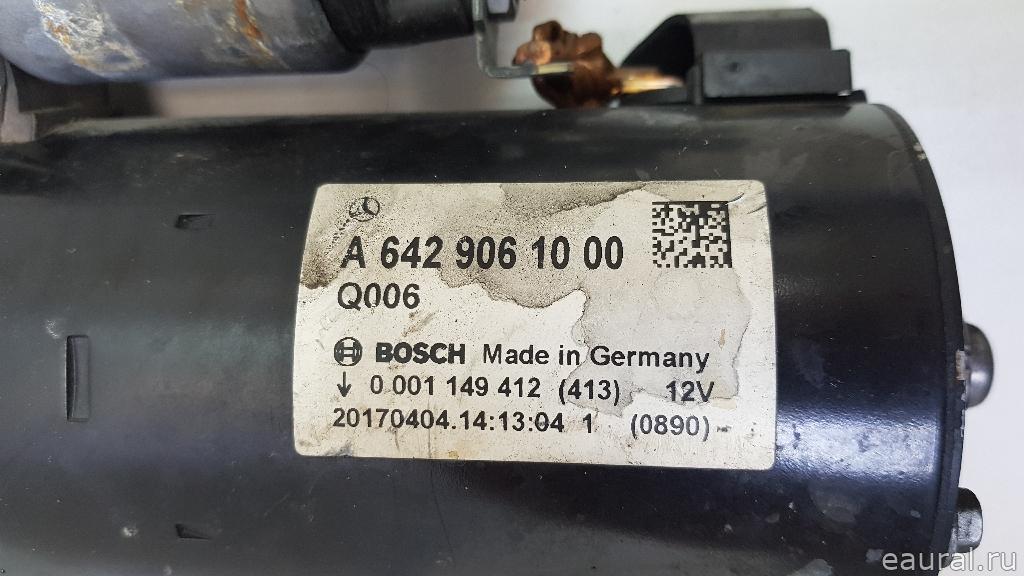 A 642 906 10 00
Q006
BOSCH Made in Germany
↓ 0 001 149 412 (413) 12V
20170404.14:13:04 1 (0890)
eaural.ru